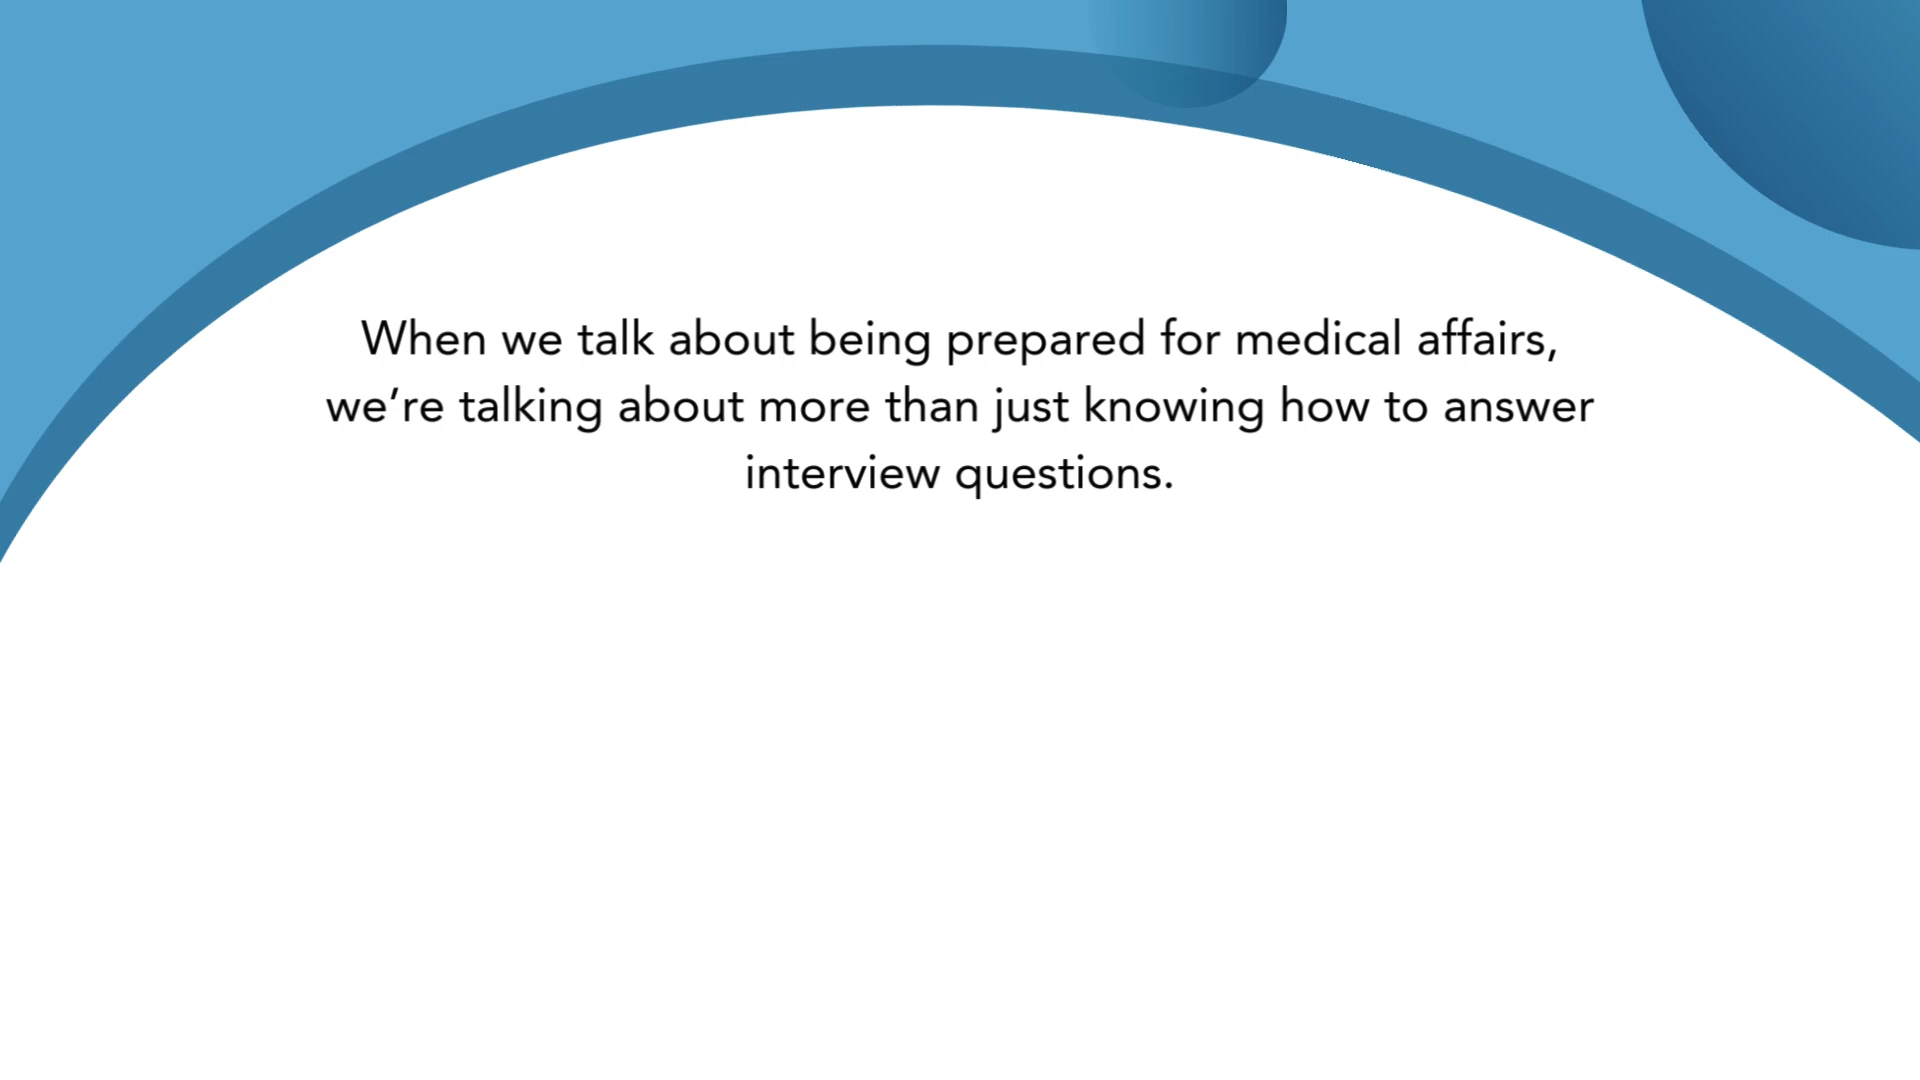 When we talk about being prepared for medical affairs,
we’re talking about more than just knowing how to answer
interview questions.